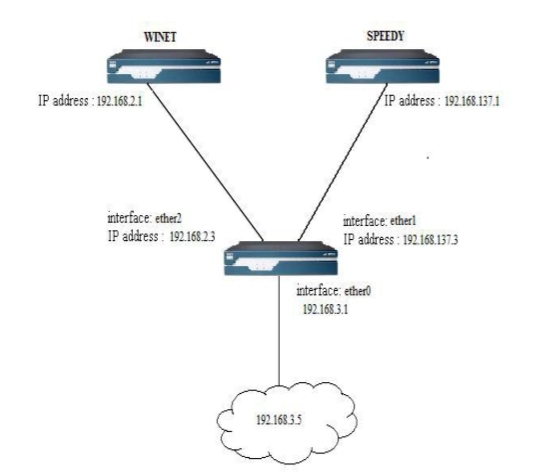 WINET
SPEEDY
IP address : 192.168.2.1
IP address : 192.168.137.1
interface: ether2
IP address : 192.168.2.3
interface: ether1
IP address : 192.168.137.3
interface: ether0
192.168.3.1
192.168.3.5